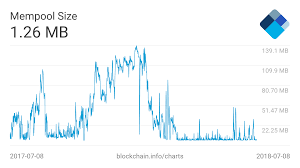 Mempool Size
1.26 MB
139.1 MB
109.9 MB
80.70 MB
51.47 MB
22.25 MB
2017-07-08 blockchain.info/charts 2018-07-08